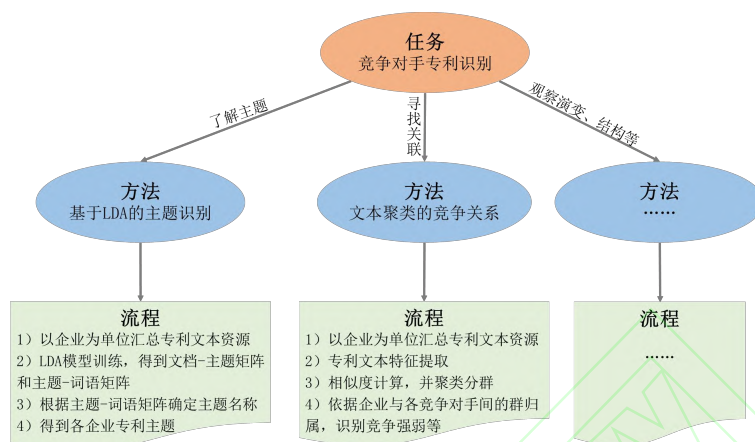 任务
竞争对手专利识别
了解主题
寻找关联
观察演变、结构等
方法
基于LDA的主题识别
方法
文本聚类的竞争关系
方法
……
流程
1）以企业为单位汇总专利文本资源
2）LDA模型训练，得到文档-主题矩阵
和主题-词语矩阵
3）根据主题-词语矩阵确定主题名称
4）得到各企业专利主题
流程
1）以企业为单位汇总专利文本资源
2）专利文本特征提取
3）相似度计算，并聚类分群
4）依据企业与各竞争对手间的群归
属，识别竞争强弱等
流程
……